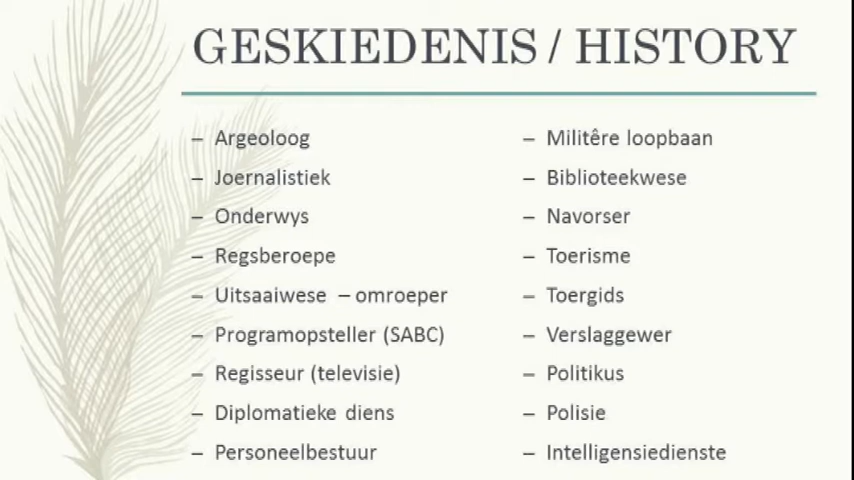 GESKIEDENIS / HISTORY
– Argeoloog
– Joernalistiek
– Onderwys
– Regsberoepe
– Uitsaaiwese – omroeper
– Programopsteller (SABC)
– Regisseur (televisie)
– Diplomatieke diens
– Personeelbestuur
– Militêre loopbaan
– Biblioteekwese
– Navorser
– Toerisme
– Toergids
– Verslaggewer
– Politikus
– Polisie
– Intelligensiedienste